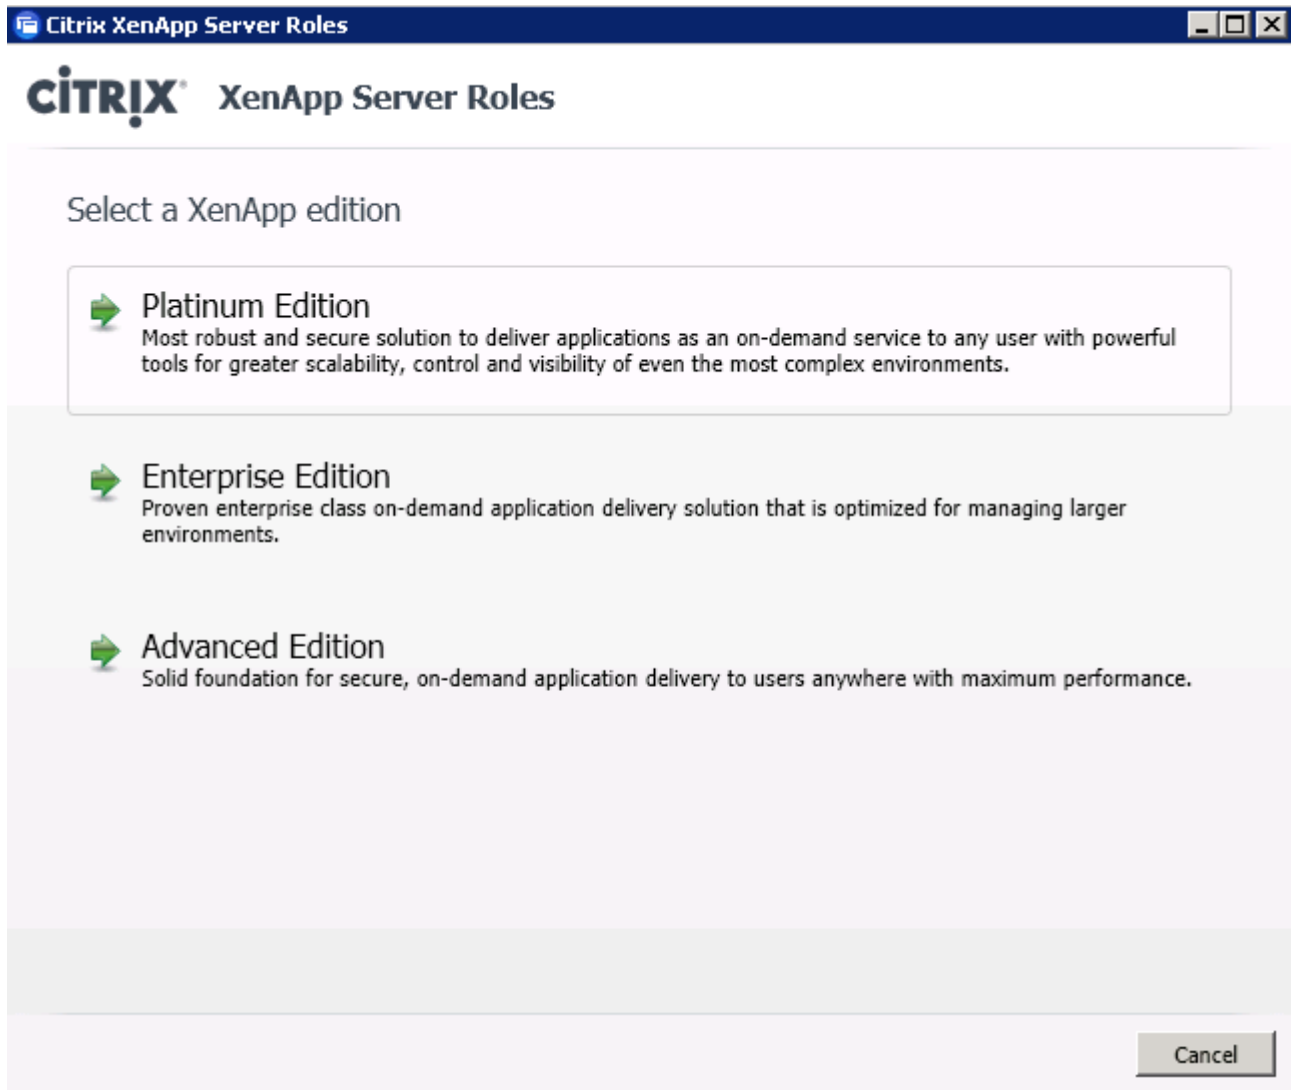 Citrix XenApp Server Roles
CİTRIX® XenApp Server Roles
Select a XenApp edition
Platinum Edition
Most robust and secure solution to deliver applications as an on-demand service to any user with powerful
tools for greater scalability, control and visibility of even the most complex environments.
Enterprise Edition
Proven enterprise class on-demand application delivery solution that is optimized for managing larger
environments.
Advanced Edition
Solid foundation for secure, on-demand application delivery to users anywhere with maximum performance.
Cancel